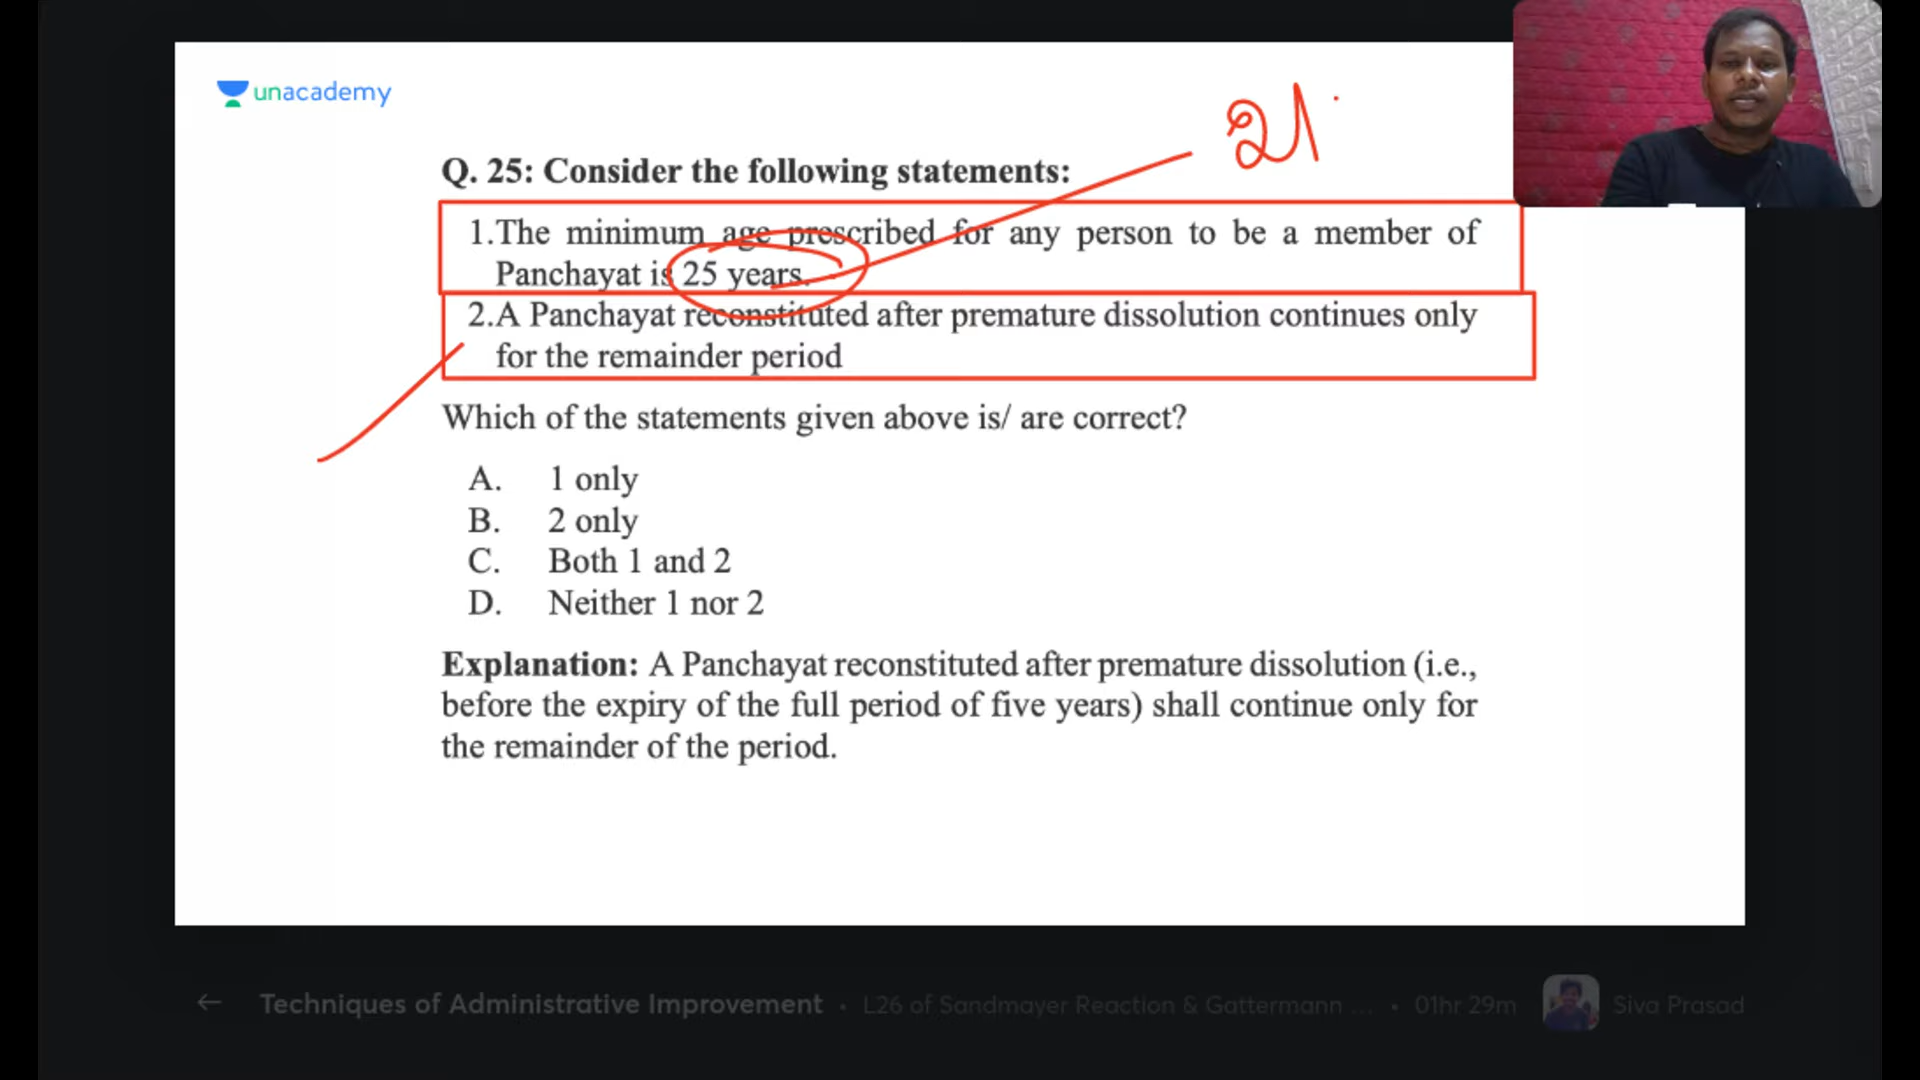 unacademy
21
Q. 25: Consider the following statements:
1.The minimum age prescribed for any person to be a member of
Panchayat is 25 years.
2.A Panchayat reconstituted after premature dissolution continues only
for the remainder period
Which of the statements given above is/ are correct?
A. 1 only
B. 2 only
C. Both 1 and 2
D. Neither 1 nor 2
Explanation: A Panchayat reconstituted after premature dissolution (i.e.,
before the expiry of the full period of five years) shall continue only for
the remainder of the period.
← Techniques of Administrative Improvement • L26 of Sandmayer Reaction & Gattermann ... • 01hr 29m Siva Prasad